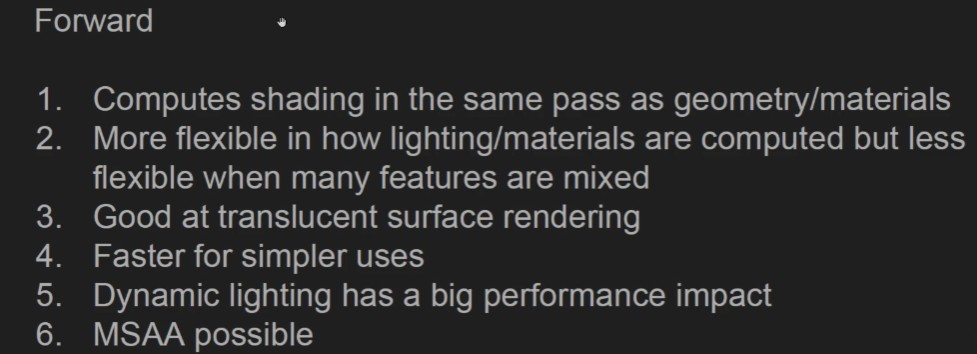 Forward
1. Computes shading in the same pass as geometry/materials
2. More flexible in how lighting/materials are computed but less
flexible when many features are mixed
3. Good at translucent surface rendering
4. Faster for simpler uses
5. Dynamic lighting has a big performance impact
6. MSAA possible